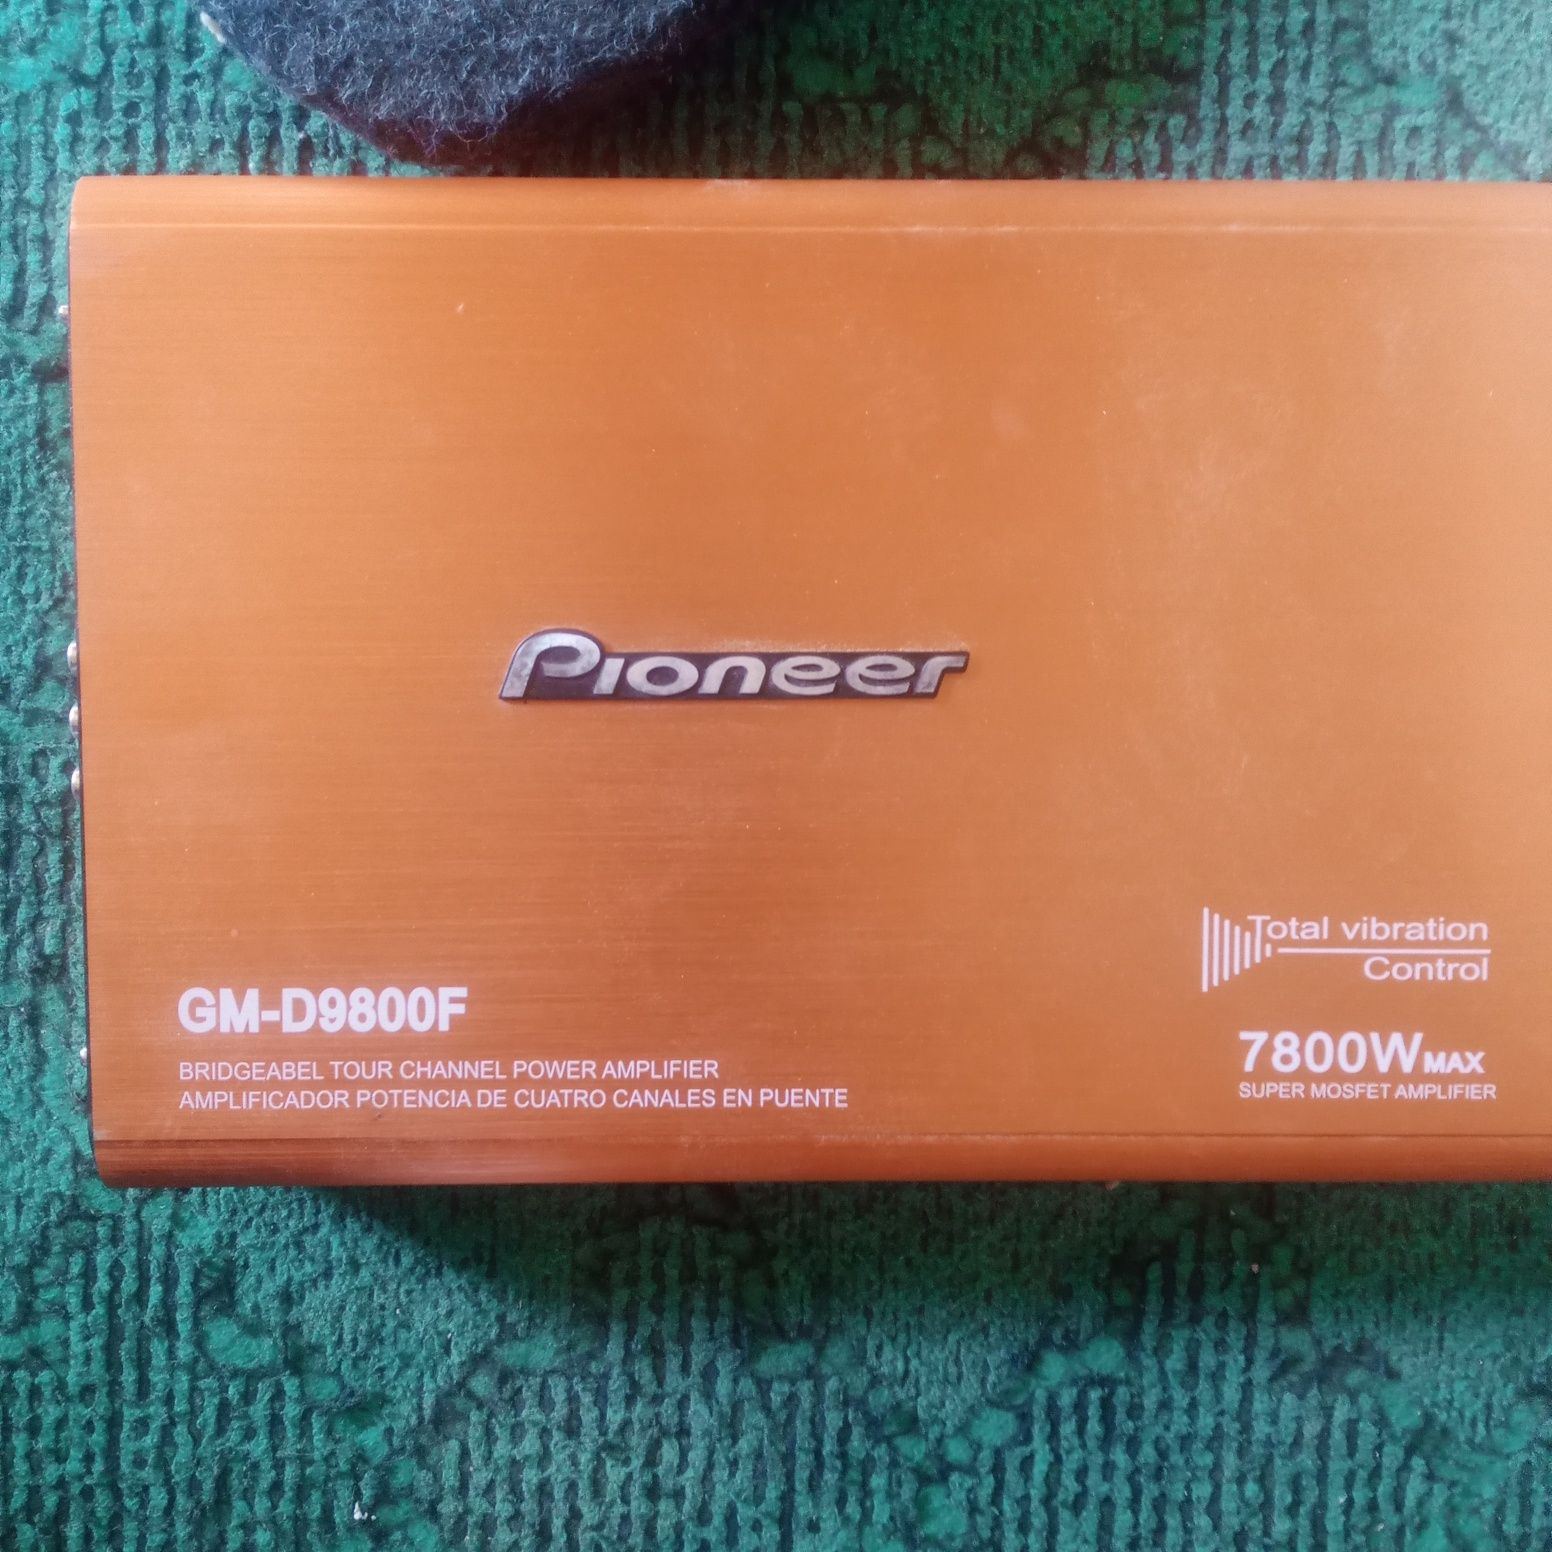 Pioneer
Total vibration
Control
GM-D9800F
7800WMAX
BRIDGEABEL TOUR CHANNEL POWER AMPLIFIER
SUPER MOSFET AMPLIFIER
AMPLIFICADOR POTENCIA DE CUATRO CANALES EN PUENTE